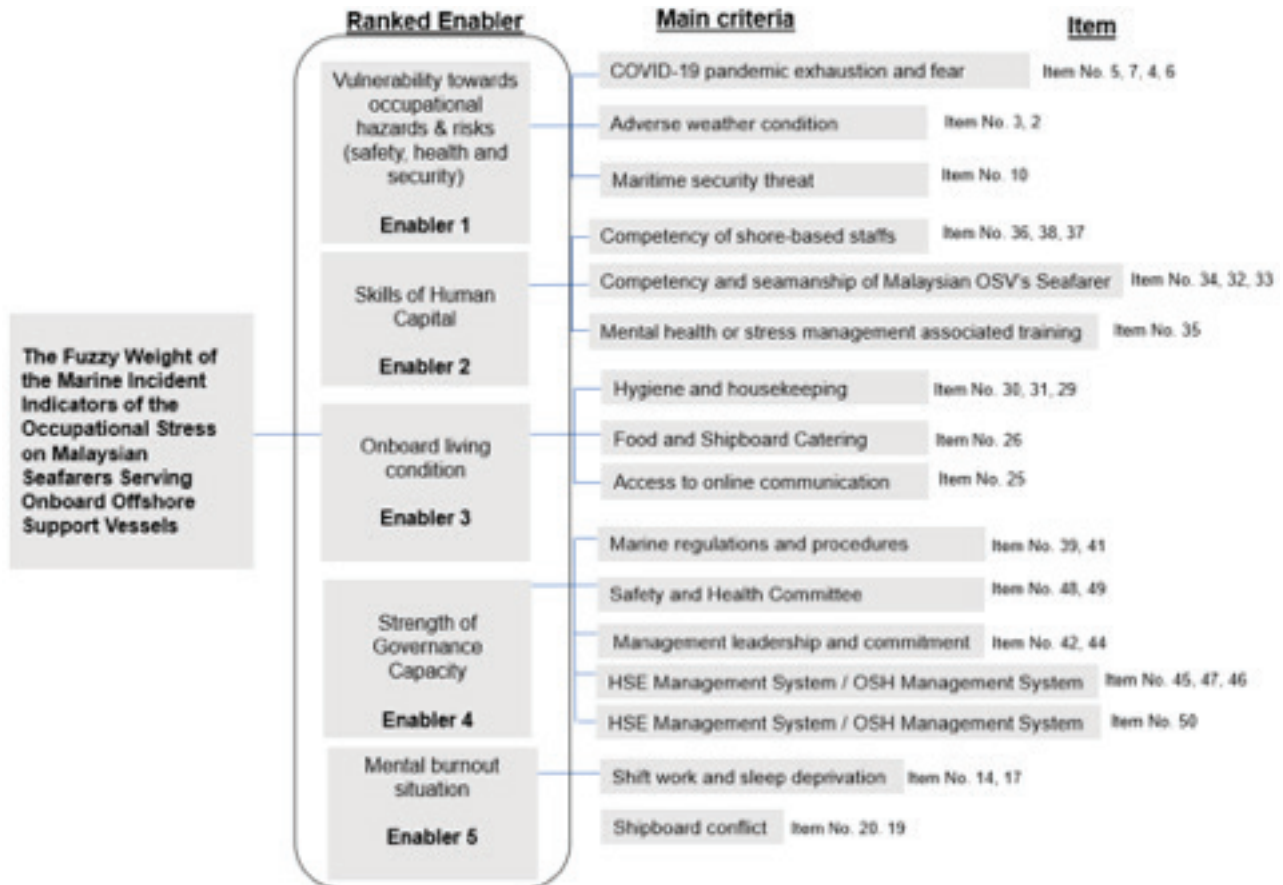 Ranked Enabler
Main criteria
Item
The Fuzzy Weight of
the Marine Incident
Indicators of the
Occupational Stress
on Malaysian
Seafarers Serving
Onboard Offshore
Support Vessels
Vulnerability towards
occupational
hazards & risks
(safety, health and
security)
Enabler 1
COVID-19 pandemic exhaustion and fear
Item No. 5, 7, 4, 6
Adverse weather condition
Item No. 3, 2
Maritime security threat
Item No. 10
Skills of Human
Capital
Enabler 2
Competency of shore-based staffs
Item No. 36, 38, 37
Competency and seamanship of Malaysian OSV's Seafarer
Item No. 34, 32, 33
Mental health or stress management associated training
Item No. 35
Onboard living
condition
Enabler 3
Hygiene and housekeeping
Item No. 30, 31, 29
Food and Shipboard Catering
Item No. 26
Access to online communication
Item No. 25
Strength of
Governance
Capacity
Enabler 4
Marine regulations and procedures
Item No. 39, 41
Safety and Health Committee
Item No. 48, 49
Management leadership and commitment
Item No. 42, 44
HSE Management System / OSH Management System
Item No. 45, 47, 46
HSE Management System / OSH Management System
Item No. 50
Mental burnout
situation
Enabler 5
Shift work and sleep deprivation
Item No. 14, 17
Shipboard conflict
Item No. 20. 19